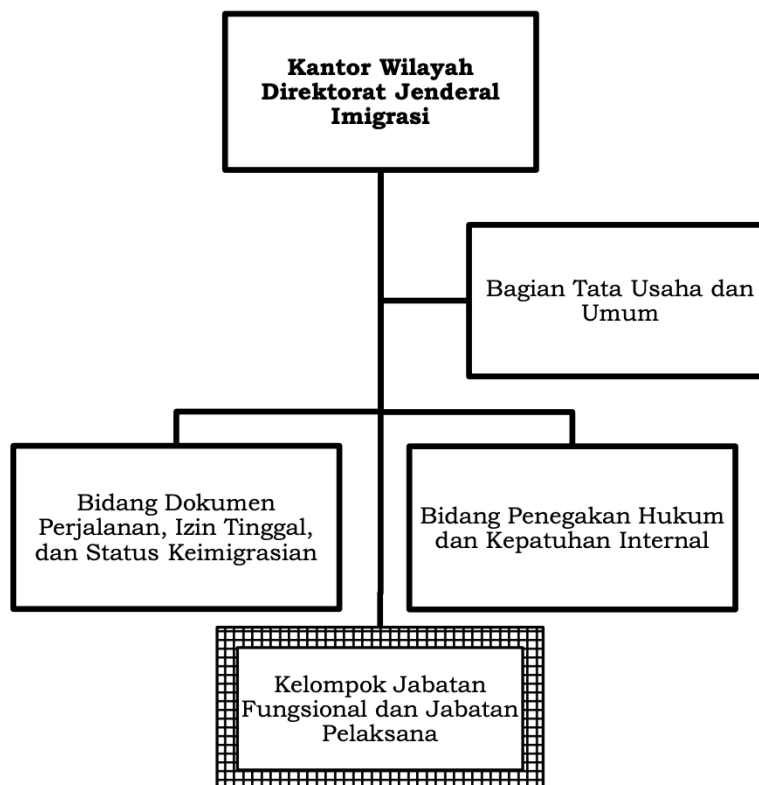 Kantor Wilayah
Direktorat Jenderal
Imigrasi
Bagian Tata Usaha dan
Umum
Bidang Dokumen
Perjalanan, Izin Tinggal,
dan Status Keimigrasian
Bidang Penegakan Hukum
dan Kepatuhan Internal
Kelompok Jabatan
Fungsional dan Jabatan
Pelaksana